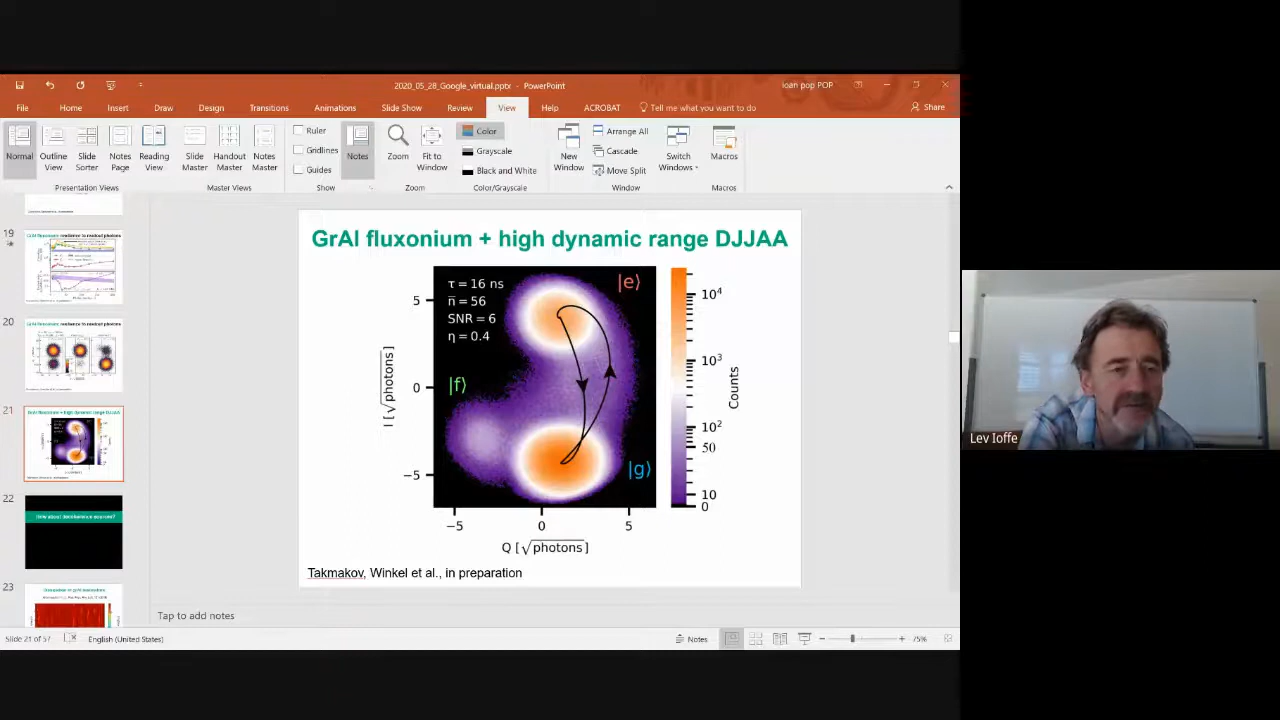 2020_05_28_Google_virtual.pptx - PowerPoint
ioan pop POP
File Home Insert Draw Design Transitions Animations Slide Show Review View Help ACROBAT Tell me what you want to do Share
Normal Outline View Slide Sorter Notes Page Reading View
Presentation Views
Slide Master Handout Master Notes Master
Master Views
Ruler
Gridlines
Guides
Show
Notes
Zoom Fit to Window
Zoom
Color
Grayscale
Black and White
Color/Grayscale
New Window
Arrange All
Cascade
Move Split
Switch Windows
Window
Macros
Macros
19
20
21
22
How about decoherence sources?
23
GrAl fluxonium + high dynamic range DJJAA
τ = 16 ns
n̄ = 56
SNR = 6
η = 0.4
|e⟩
|f⟩
|g⟩
I [√photons]
5
0
−5
−5 0 5
Q [√photons]
10⁴
10³
10²
50
10
0
Counts
Takmakov, Winkel et al., in preparation
Tap to add notes
Slide 21 of 57 English (United States) Notes 75%
Lev Ioffe